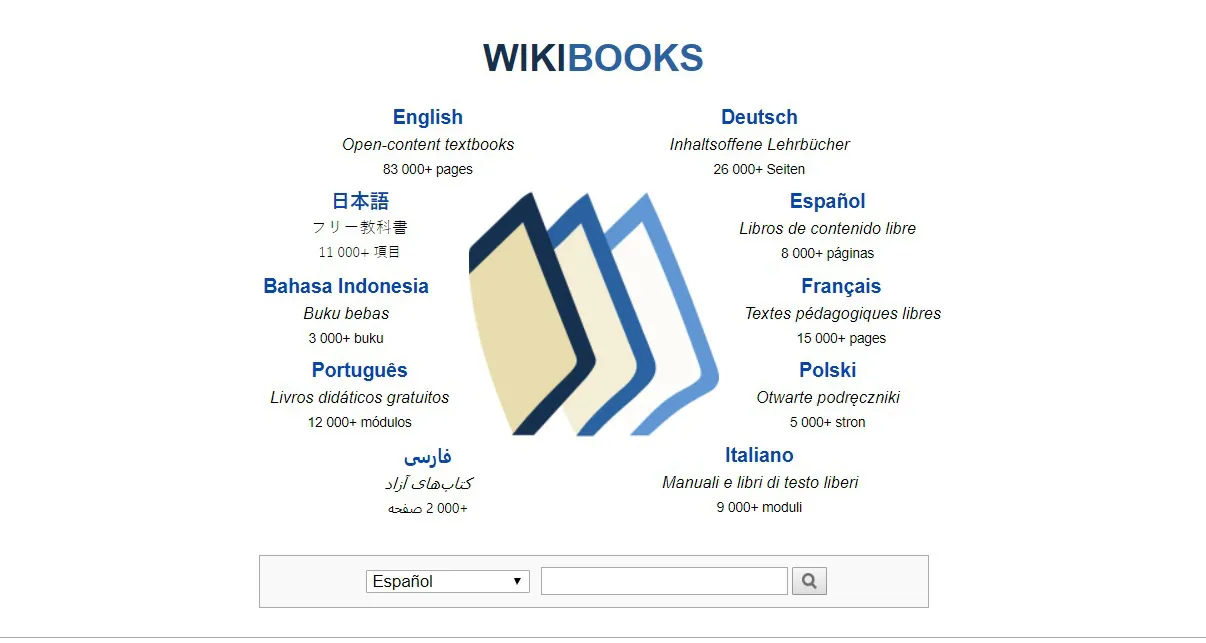 WIKIBOOKS
English
Open-content textbooks
83 000+ pages
Deutsch
Inhaltsoffene Lehrbücher
26 000+ Seiten
日本語
フリー教科書
11 000+ 項目
Español
Libros de contenido libre
8 000+ páginas
Bahasa Indonesia
Buku bebas
3 000+ buku
Français
Textes pédagogiques libres
15 000+ pages
Português
Livros didáticos gratuitos
12 000+ módulos
Polski
Otwarte podręczniki
5 000+ stron
فارسی
کتاب‌های آزاد
2 000+ صفحه
Italiano
Manuali e libri di testo liberi
9 000+ moduli
Español